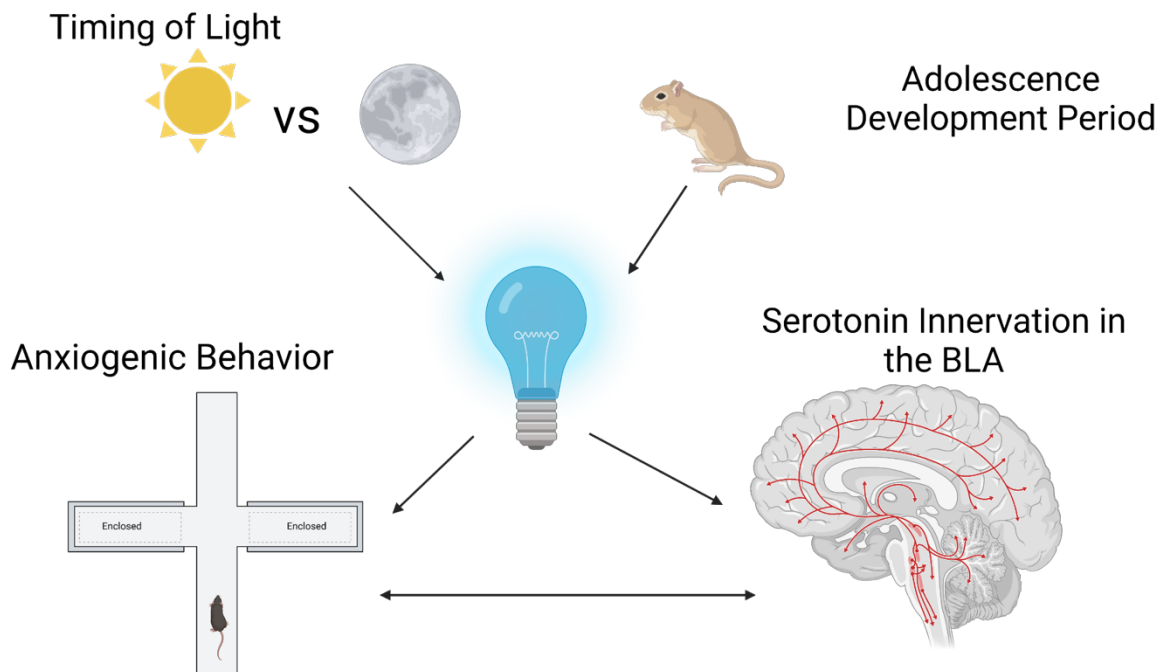 Timing of Light
vs
Adolescence
Development Period
Anxiogenic Behavior
Serotonin Innervation in
the BLA
Enclosed
Enclosed